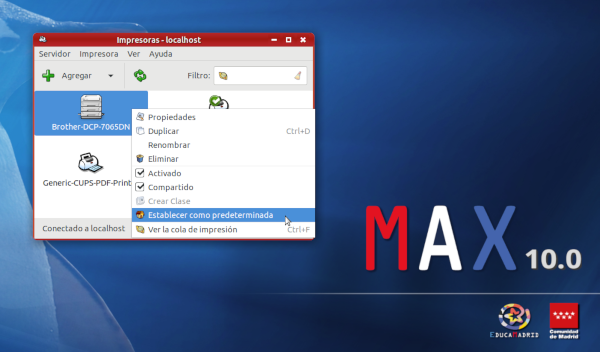 Impresoras - localhost
Servidor Impresora Ver Ayuda
Agregar Filtro:
Brother-DCP-7065DN
Generic-CUPS-PDF-Print
Propiedades
Duplicar Ctrl+D
Renombrar
Eliminar
Activado
Compartido
Crear Clase
Establecer como predeterminada
Ver la cola de impresión Ctrl+F
Conectado a localhost
MAX 10.0
EDUCAMADRID
Comunidad
de Madrid